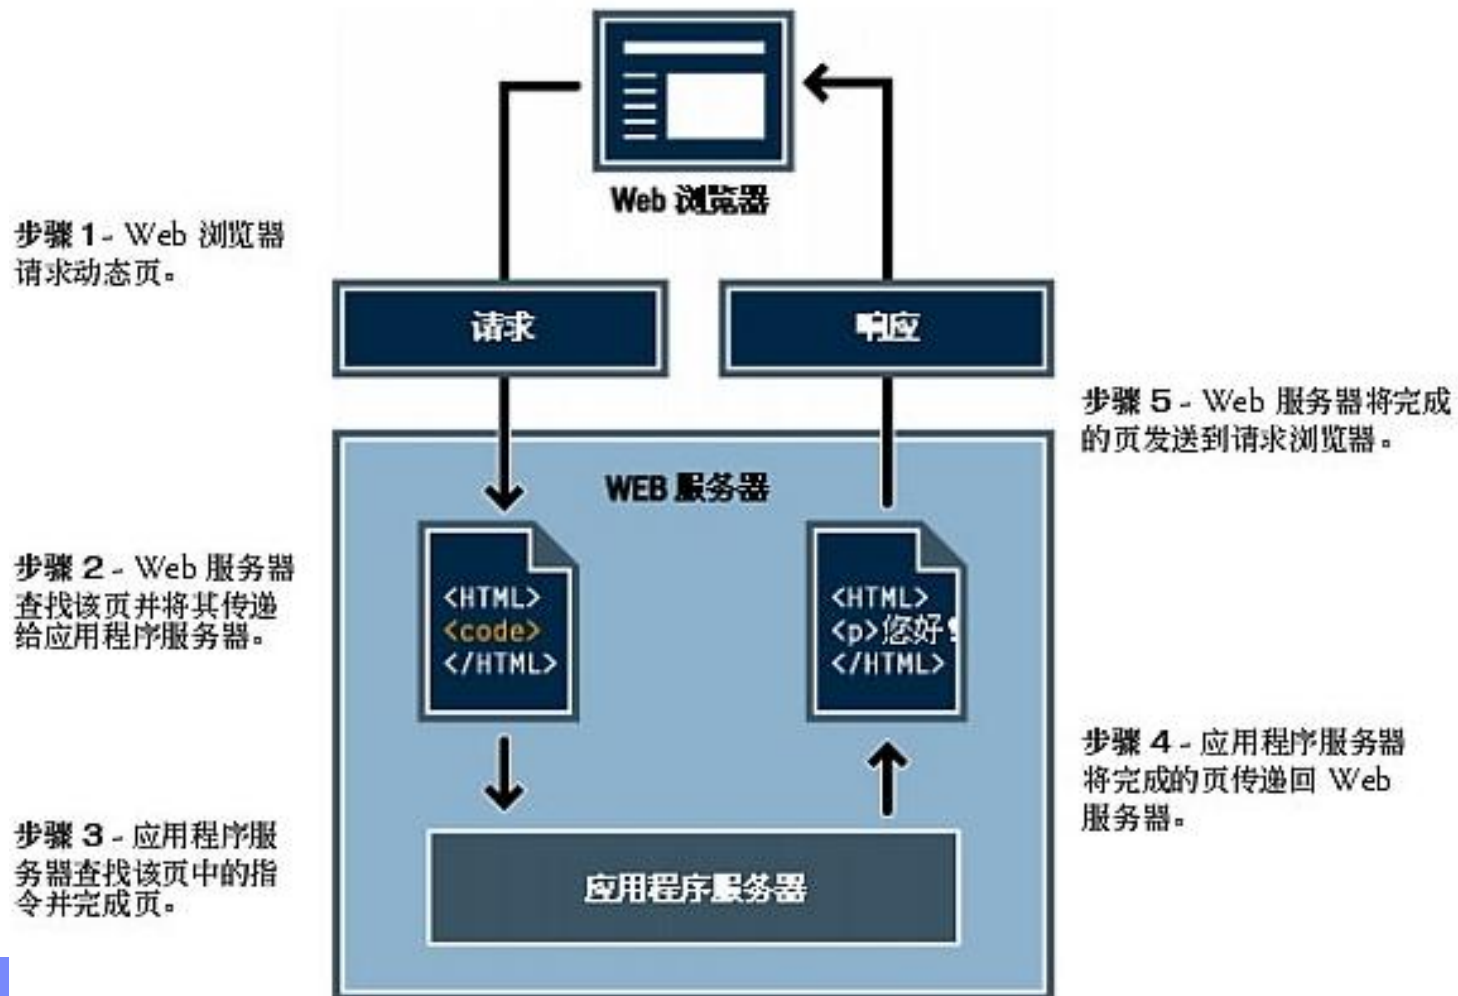 Web 浏览器
步骤 1 - Web 浏览器
请求动态页。
请求
响应
步骤 5 - Web 服务器将完成
的页发送到请求浏览器。
WEB 服务器
步骤 2 - Web 服务器
查找该页并将其传递
给应用程序服务器。
<HTML>
<code>
</HTML>
<HTML>
<p>您好!
</HTML>
步骤 4 - 应用程序服务器
将完成的页传递回 Web
服务器。
步骤 3 - 应用程序服
务器查找该页中的指
令并完成页。
应用程序服务器